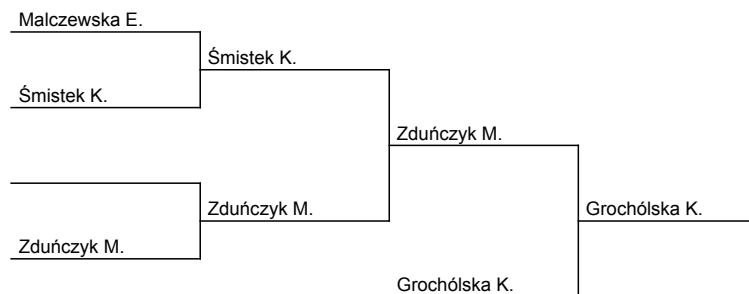 Malczewska E.
Śmistek K.
Śmistek K.
Zduńczyk M.
Zduńczyk M.
Grochólska K.
Zduńczyk M.
Grochólska K.